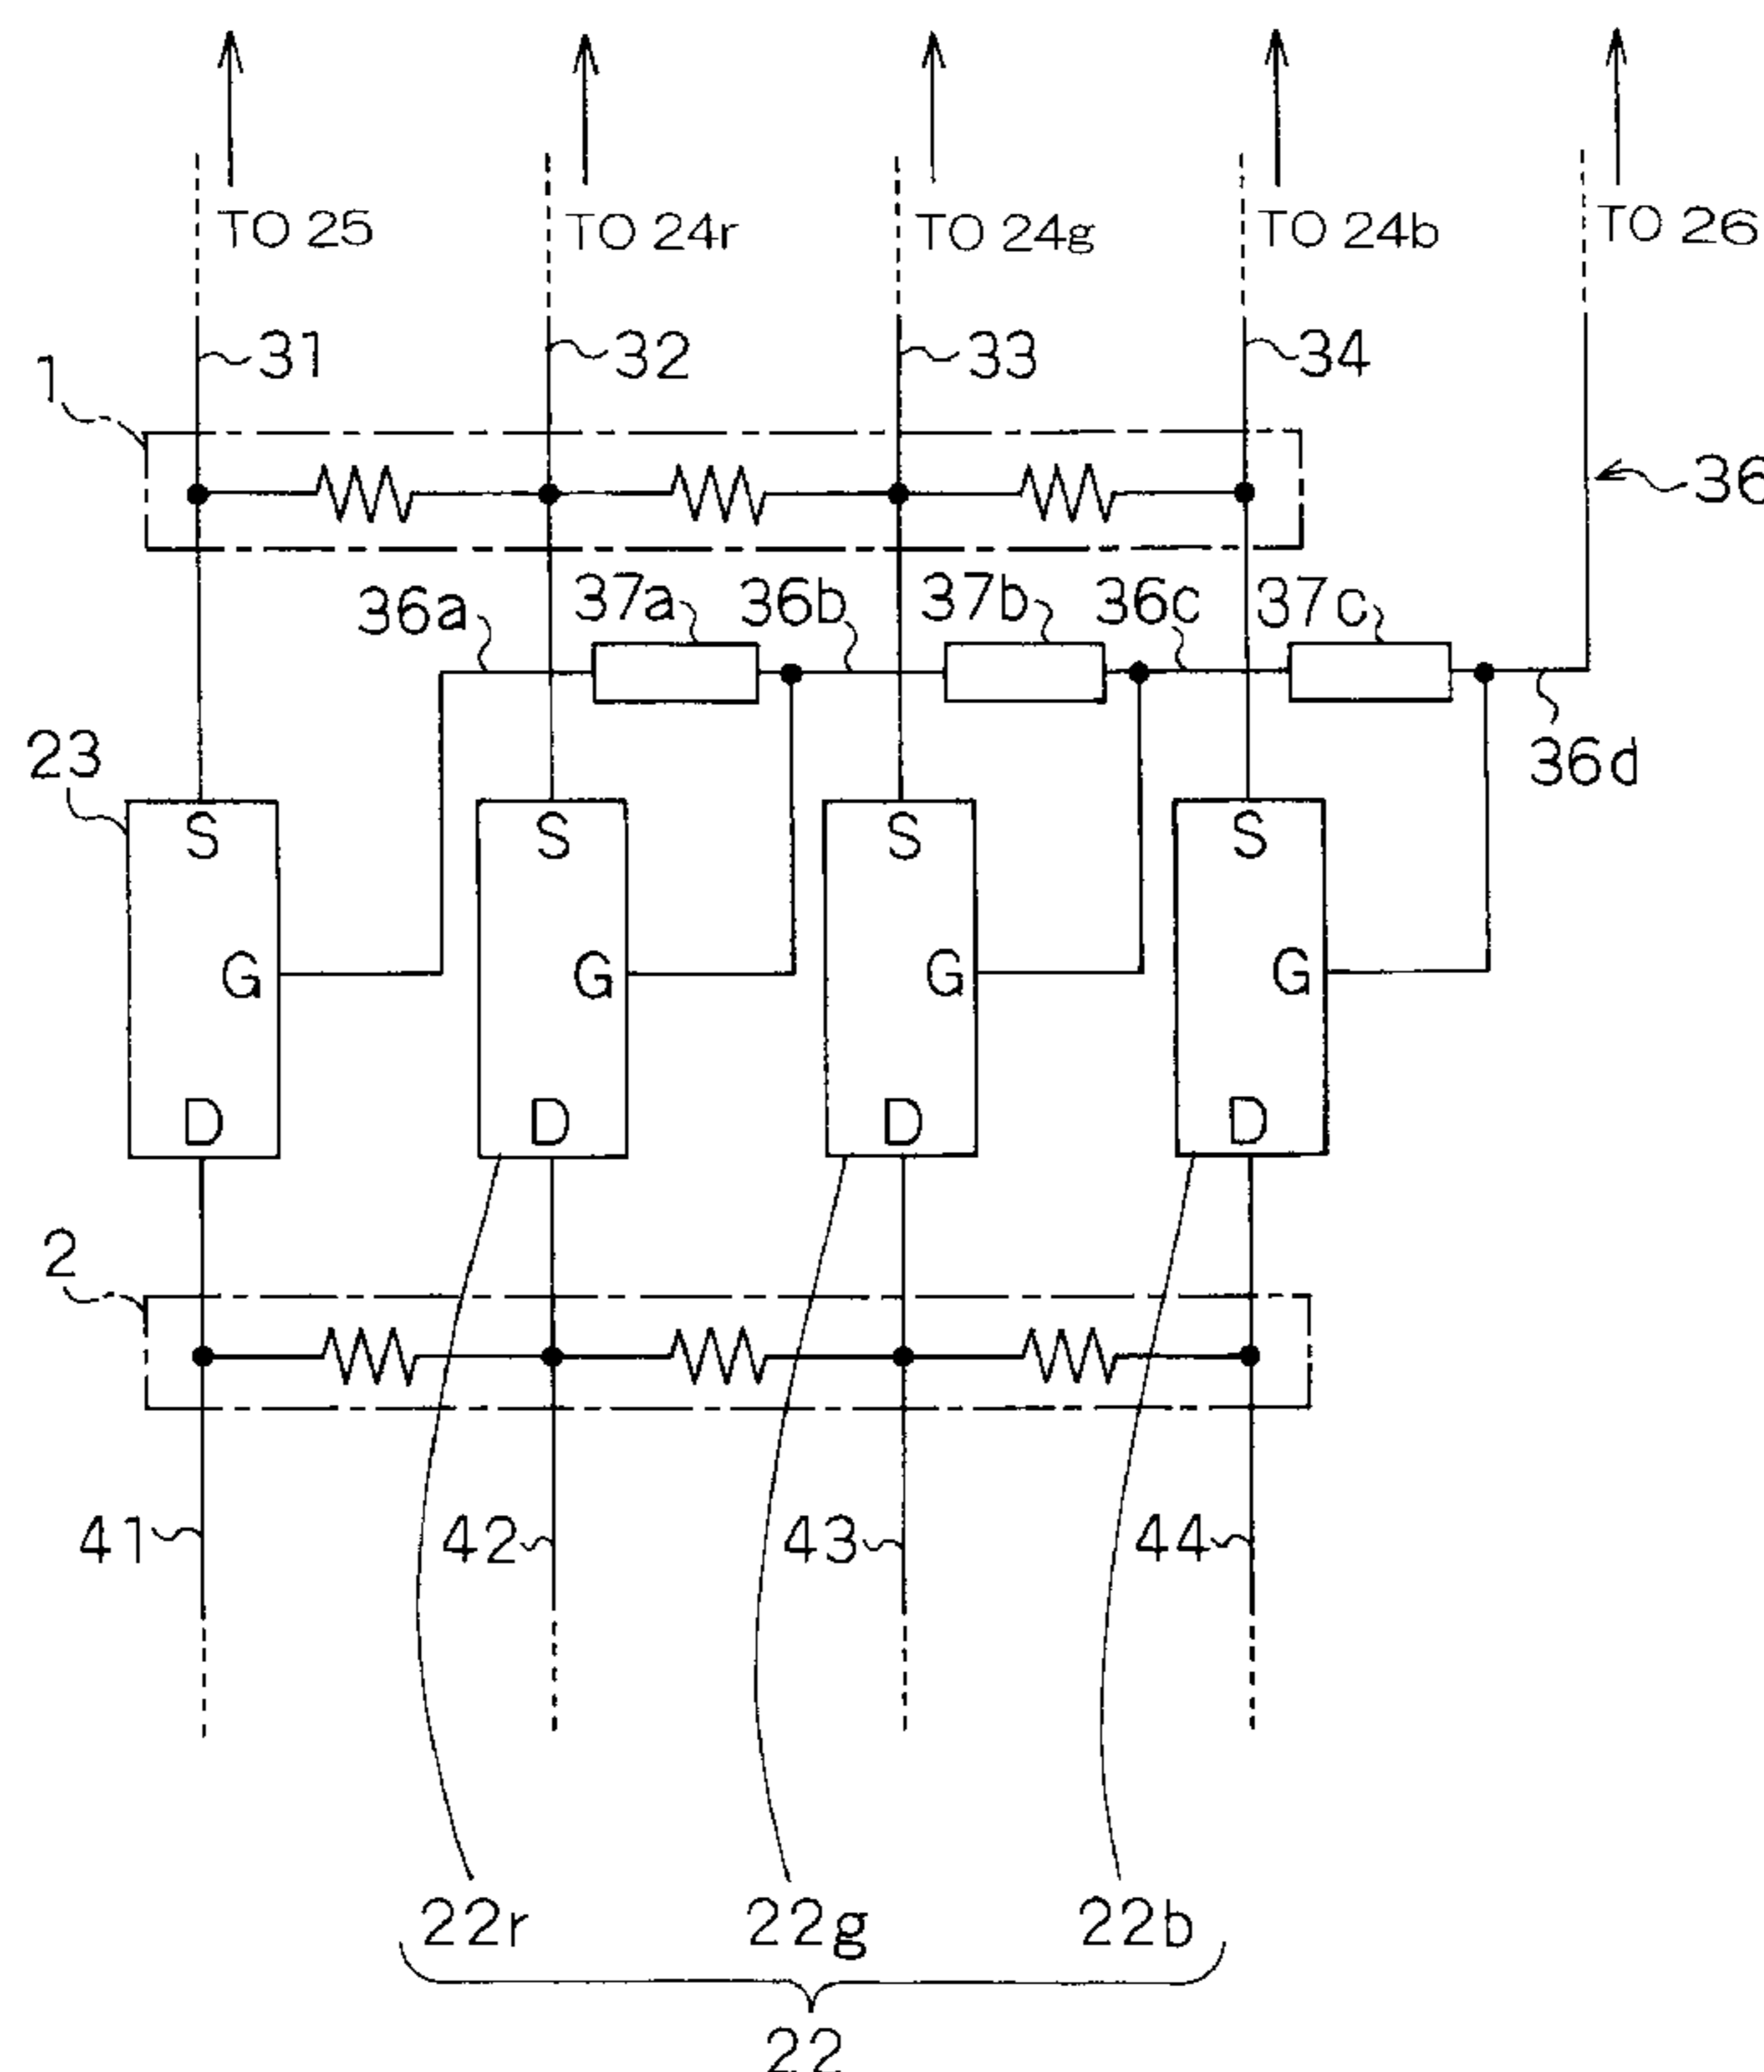 TO 25 TO 24r TO 24g TO 24b TO 26
1 31 32 33 34
36
36a 37a 36b 37b 36c 37c
36d
23
S S S S
G G G G
D D D D
2
41 42 43 44
22r 22g 22b
22